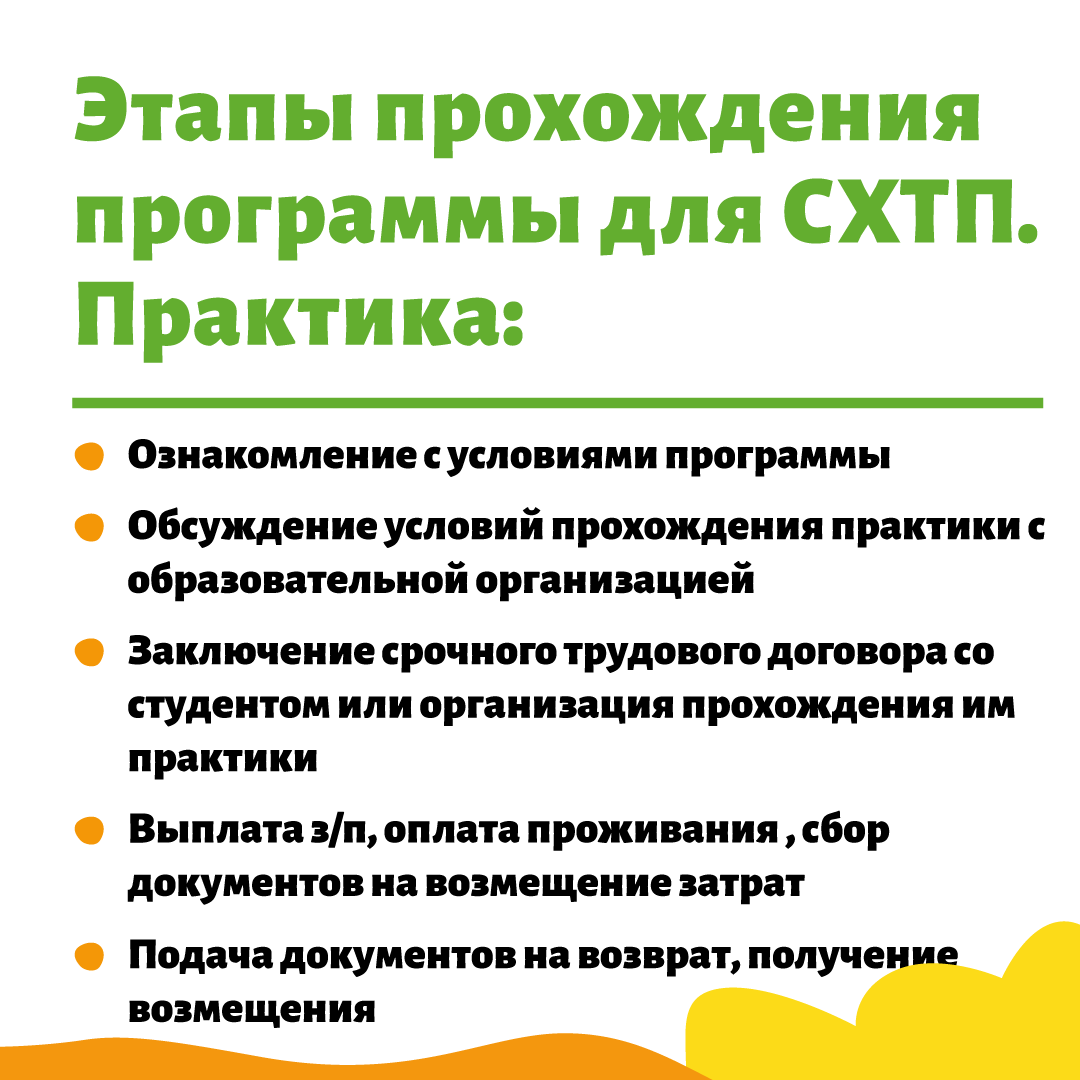 Этапы прохождения
программы для СХТП.
Практика:
Ознакомление с условиями программы
Обсуждение условий прохождения практики с
образовательной организацией
Заключение срочного трудового договора со
студентом или организация прохождения им
практики
Выплата з/п, оплата проживания , сбор
документов на возмещение затрат
Подача документов на возврат, получение
возмещения